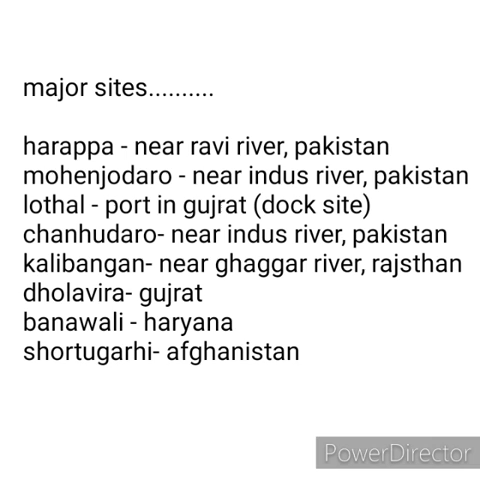 major sites..........
harappa - near ravi river, pakistan
mohenjodaro - near indus river, pakistan
lothal - port in gujrat (dock site)
chanhudaro- near indus river, pakistan
kalibangan- near ghaggar river, rajsthan
dholavira- gujrat
banawali - haryana
shortugarhi- afghanistan
PowerDirector